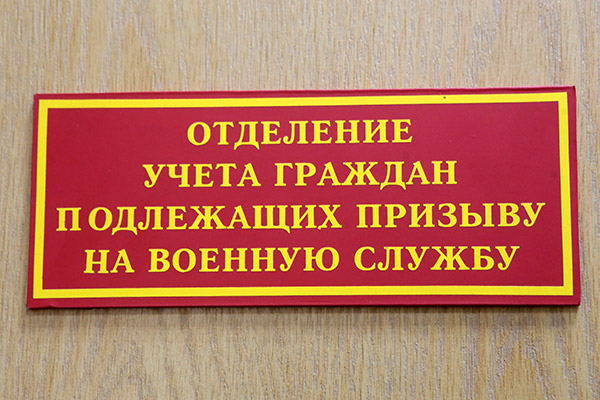 ОТДЕЛЕНИЕ
УЧЕТА ГРАЖДАН
ПОДЛЕЖАЩИХ ПРИЗЫВУ
НА ВОЕННУЮ СЛУЖБУ